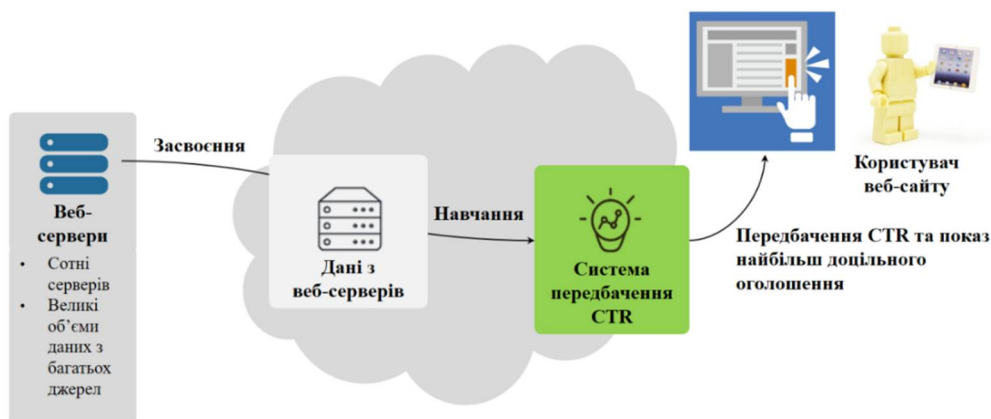 Засвоєння
Веб-
сервери
• Сотні
серверів
• Великі
об’єми
даних з
багатьох
джерел
Дані з
веб-серверів
Навчання
Система
передбачення
CTR
Користувач
веб-сайту
Передбачення CTR та показ
найбільш доцільного
оголошення